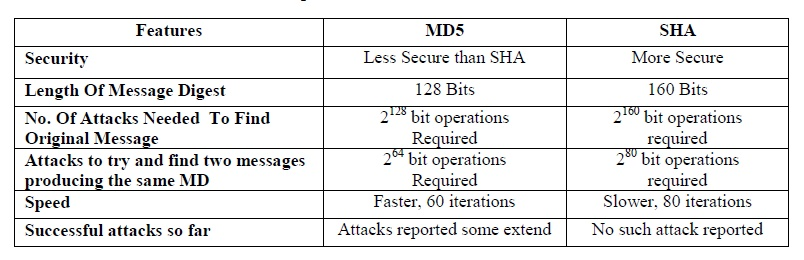 Features MD5 SHA
Security Less Secure than SHA More Secure
Length Of Message Digest 128 Bits 160 Bits
No. Of Attacks Needed To Find 2^128 bit operations 2^160 bit operations
Original Message Required required
Attacks to try and find two messages 2^64 bit operations 2^80 bit operations
producing the same MD Required required
Speed Faster, 60 iterations Slower, 80 iterations
Successful attacks so far Attacks reported some extend No such attack reported